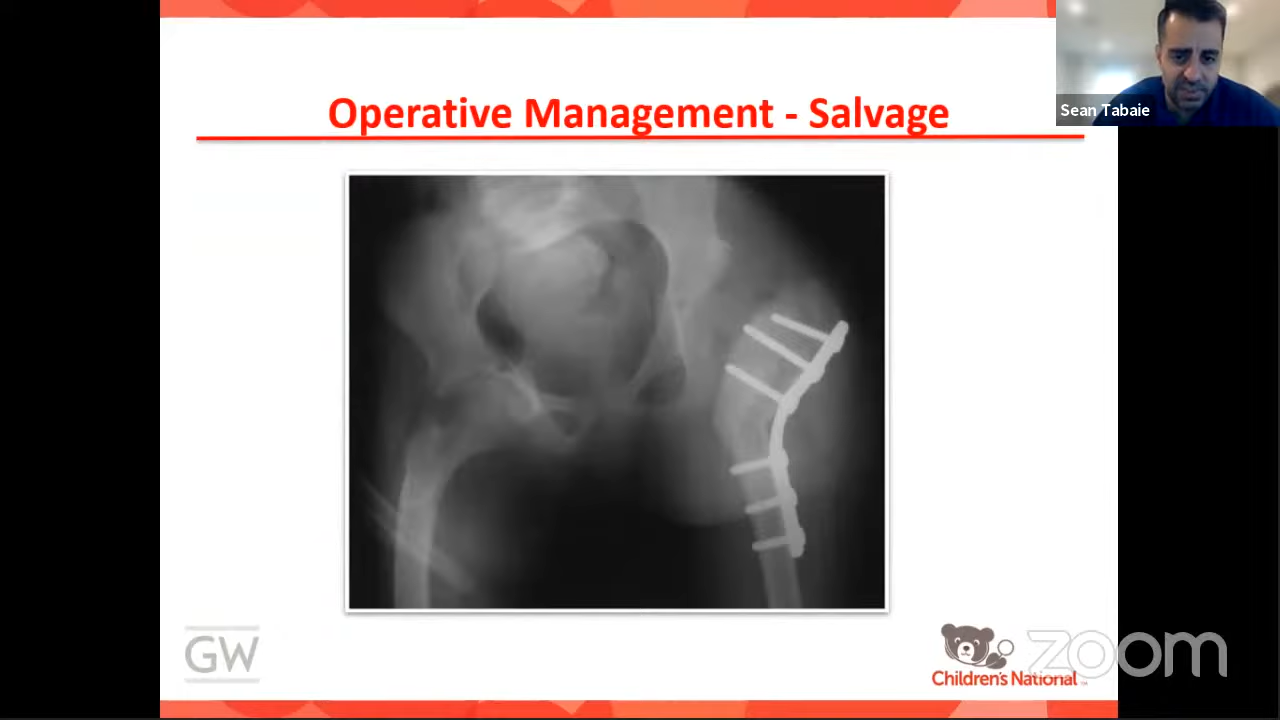 Operative Management - Salvage
Sean Tabaie
GW
Children's National
zoom